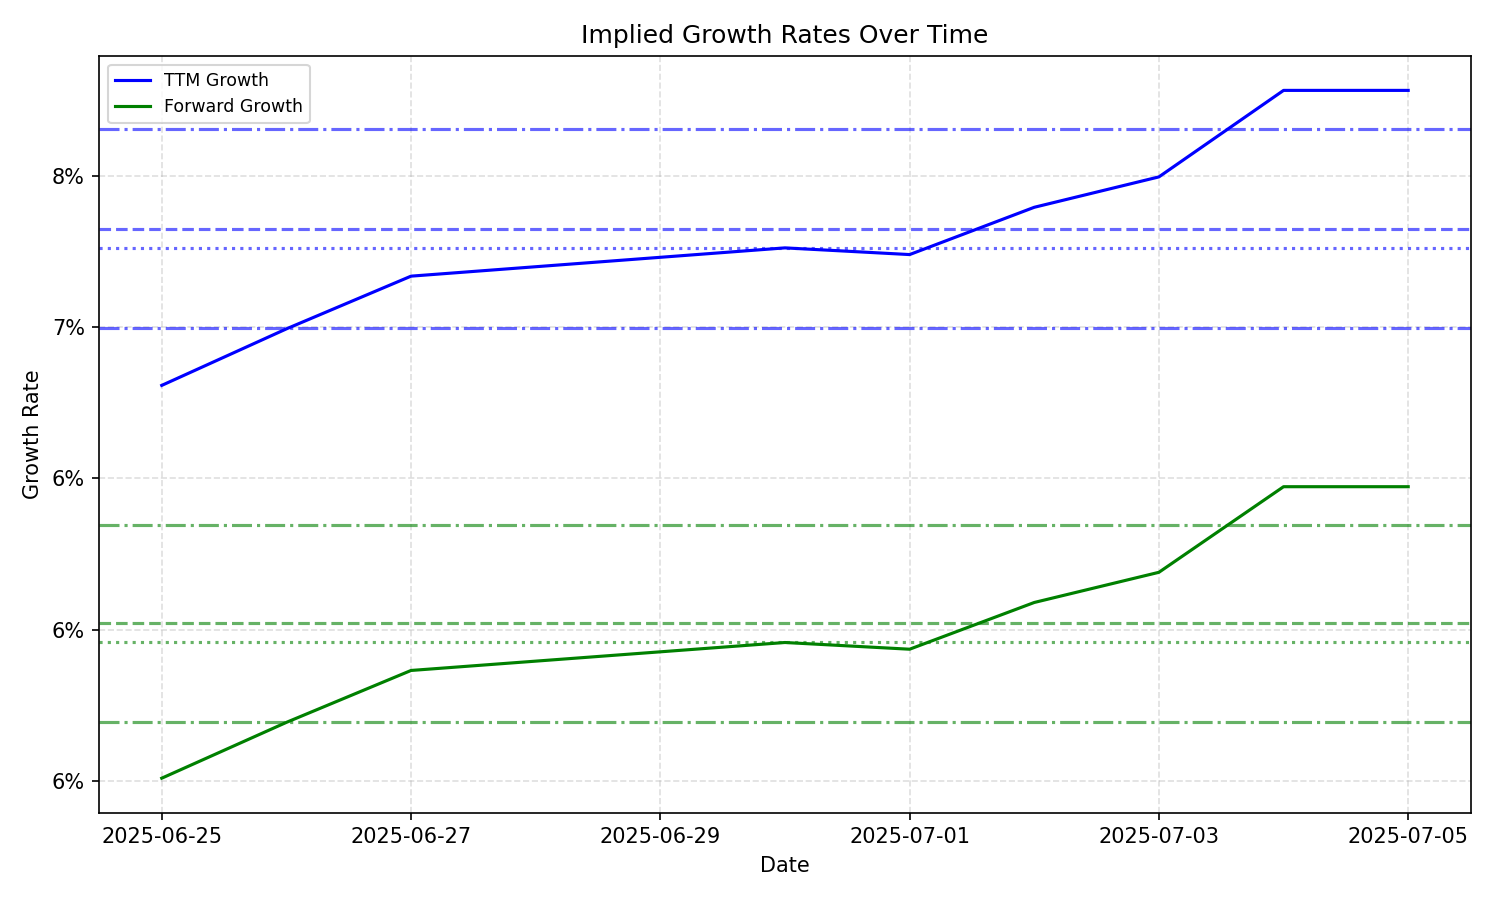 Implied Growth Rates Over Time
TTM Growth
Forward Growth
8%
7%
6%
6%
6%
Growth Rate
2025-06-25
2025-06-27
2025-06-29
2025-07-01
2025-07-03
2025-07-05
Date